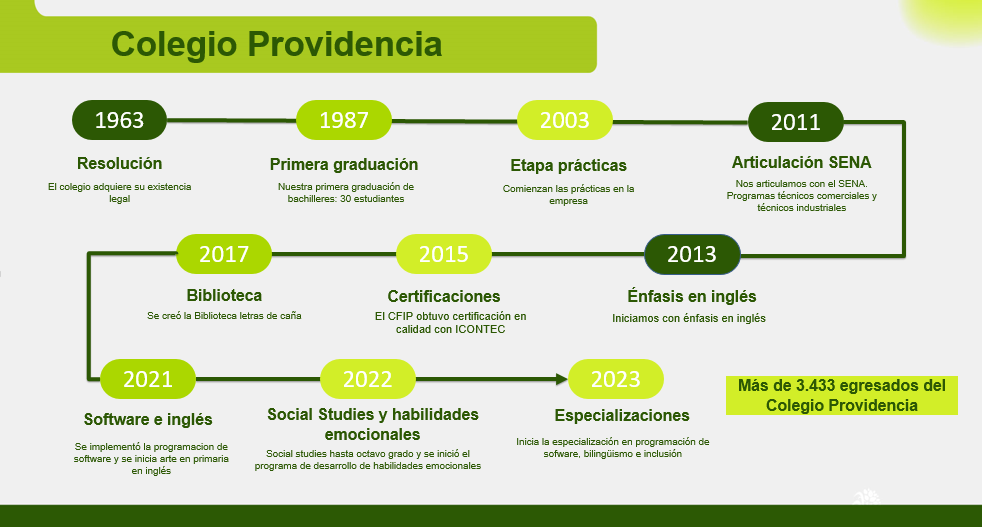 Colegio Providencia
1963
Resolución
El colegio adquiere su existencia
legal
1987
Primera graduación
Nuestra primera graduación de
bachilleres: 30 estudiantes
2003
Etapa prácticas
Comienzan las prácticas en la
empresa
2011
Articulación SENA
Nos articulamos con el SENA.
Programas técnicos comerciales y
técnicos industriales
2013
Énfasis en inglés
Iniciamos con énfasis en inglés
2015
Certificaciones
El CFIP obtuvo certificación en
calidad con ICONTEC
2017
Biblioteca
Se creó la Biblioteca letras de caña
2021
Software e inglés
Se implementó la programacion de
software y se inicia arte en primaria
en inglés
2022
Social Studies y habilidades
emocionales
Social studies hasta octavo grado y se inició el
programa de desarrollo de habilidades emocionales
2023
Especializaciones
Inicia la especialización en programación de
sofware, bilingüismo e inclusión
Más de 3.433 egresados del
Colegio Providencia